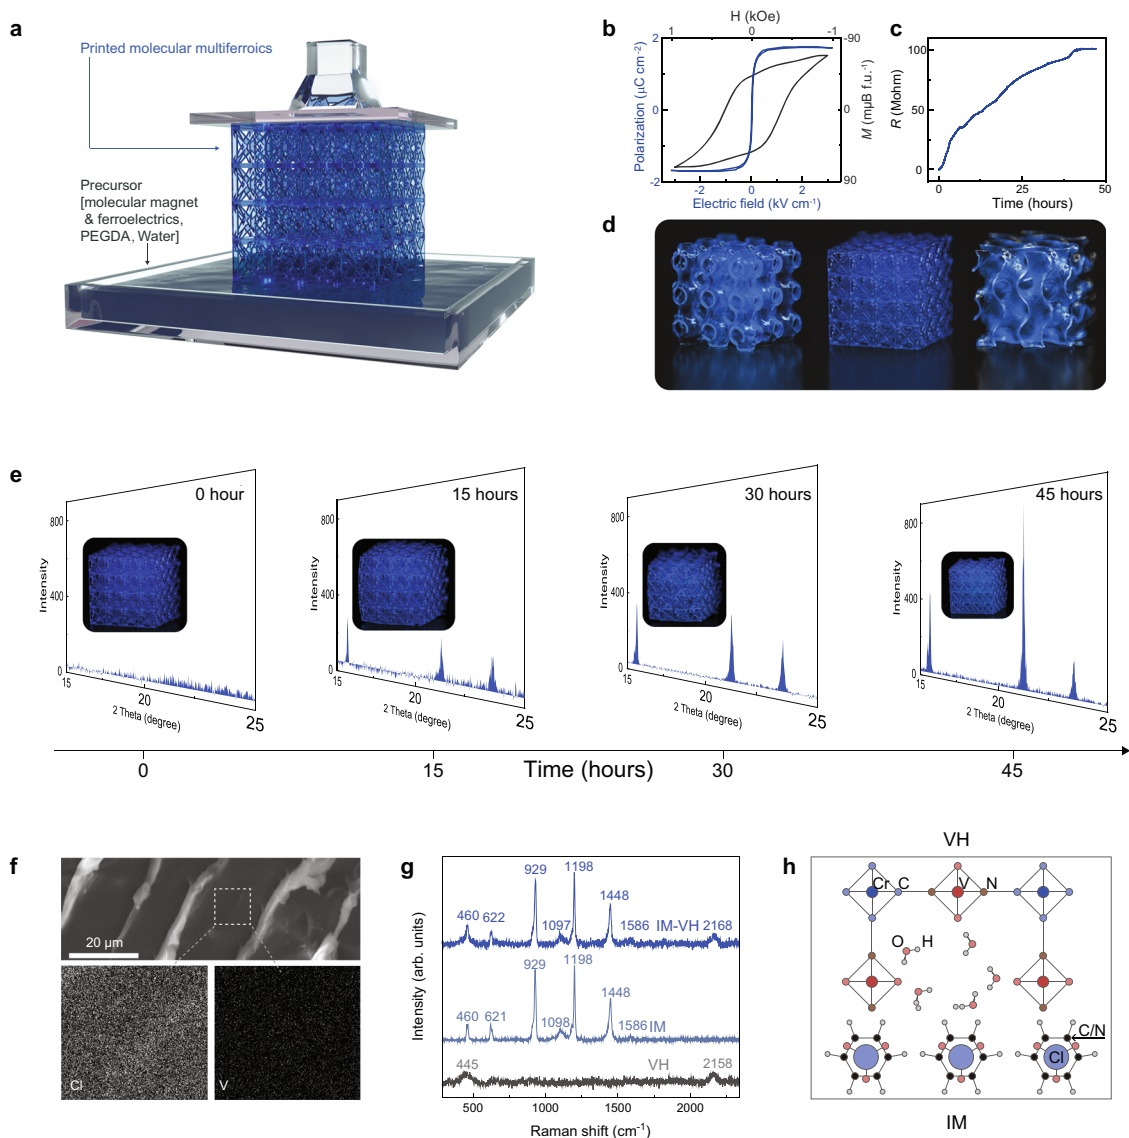 a
Printed molecular multiferroics
Precursor
[molecular magnet
& ferroelectrics,
PEGDA, Water]
b
H (kOe)
1
0
-1
2
0
-2
Polarization (μC cm⁻²)
-90
0
90
M (mμB f.u.⁻¹)
-2
0
2
Electric field (kV cm⁻¹)
c
100
50
0
R (Mohm)
0
25
50
Time (hours)
d
e
0 hour
800
400
0
Intensity
15
20
25
2 Theta (degree)
15 hours
800
400
0
Intensity
15
20
25
2 Theta (degree)
30 hours
800
400
0
Intensity
15
20
25
2 Theta (degree)
45 hours
800
400
0
Intensity
15
20
25
2 Theta (degree)
0
15
Time (hours)
30
45
f
20 μm
Cl
V
g
Intensity (arb. units)
460
622
929
1097
1198
1448
1586
IM-VH
2168
460
621
929
1098
1198
1448
1586
IM
445
VH
2158
500
1000
1500
2000
Raman shift (cm⁻¹)
h
VH
Cr
C
V
N
O
H
C/N
Cl
IM